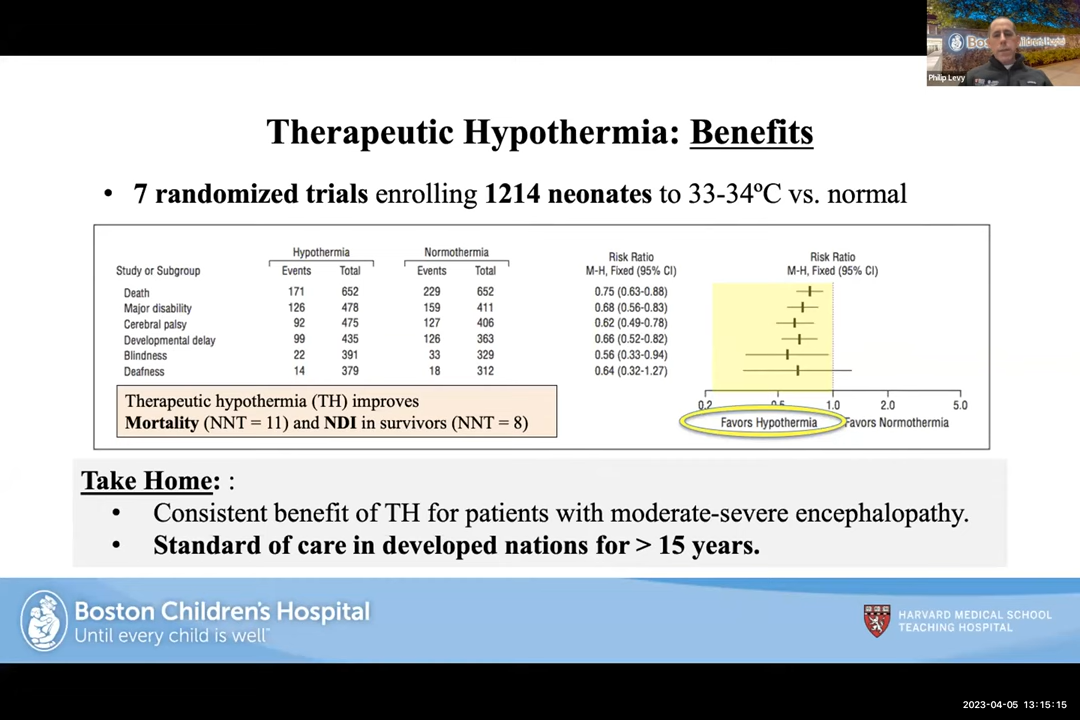 Boston Children's Hospital
Philip Levy
Therapeutic Hypothermia: Benefits
• 7 randomized trials enrolling 1214 neonates to 33-34ºC vs. normal
Hypothermia Normothermia Risk Ratio Risk Ratio
Study or Subgroup Events Total Events Total M-H, Fixed (95% CI) M-H, Fixed (95% CI)
Death 171 652 229 652 0.75 (0.63-0.88)
Major disability 126 478 159 411 0.68 (0.56-0.83)
Cerebral palsy 92 475 127 406 0.62 (0.49-0.78)
Developmental delay 99 435 126 363 0.66 (0.52-0.82)
Blindness 22 391 33 329 0.56 (0.33-0.94)
Deafness 14 379 18 312 0.64 (0.32-1.27)
Therapeutic hypothermia (TH) improves
Mortality (NNT = 11) and NDI in survivors (NNT = 8)
0.2 0.5 1.0 2.0 5.0
Favors Hypothermia Favors Normothermia
Take Home: :
• Consistent benefit of TH for patients with moderate-severe encephalopathy.
• Standard of care in developed nations for > 15 years.
Boston Children's Hospital
Until every child is well™
HARVARD MEDICAL SCHOOL
TEACHING HOSPITAL
2023-04-05 13:15:15